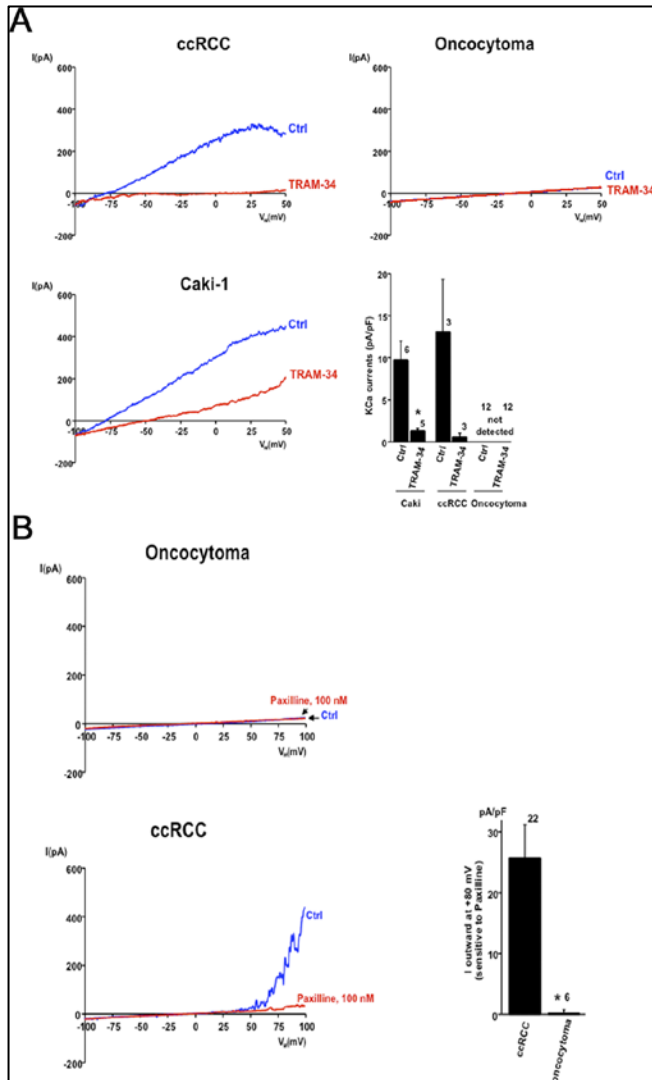 A
ccRCC
I(pA)
600
400
200
0
-200
-100
-75
-50
-25
0
25
50
Vm(mV)
Ctrl
TRAM-34
Oncocytoma
I(pA)
600
400
200
0
-200
-100
-75
-50
-25
0
25
50
Vm(mV)
Ctrl
TRAM-34
Caki-1
600
400
200
0
-200
-100
-75
-50
-25
0
25
50
Vm(mV)
Ctrl
TRAM-34
KCa currents (pA/pF)
20
15
10
5
0
6
*
5
3
3
12 12
not
detected
Ctrl
TRAM-34
Ctrl
TRAM-34
Ctrl
TRAM-34
Caki ccRCC Oncocytoma
B
Oncocytoma
I(pA)
600
400
200
0
-200
-100
-75
-50
-25
0
25
50
75
100
Vm(mV)
Paxilline, 100 nM
Ctrl
ccRCC
I(pA)
600
400
200
0
-200
-100
-75
-50
-25
0
25
50
75
100
Vm(mV)
Ctrl
Paxilline, 100 nM
pA/pF
I outward at +80 mV
(sensitive to Paxilline)
30
20
10
0
22
* 6
ccRCC
oncocytoma